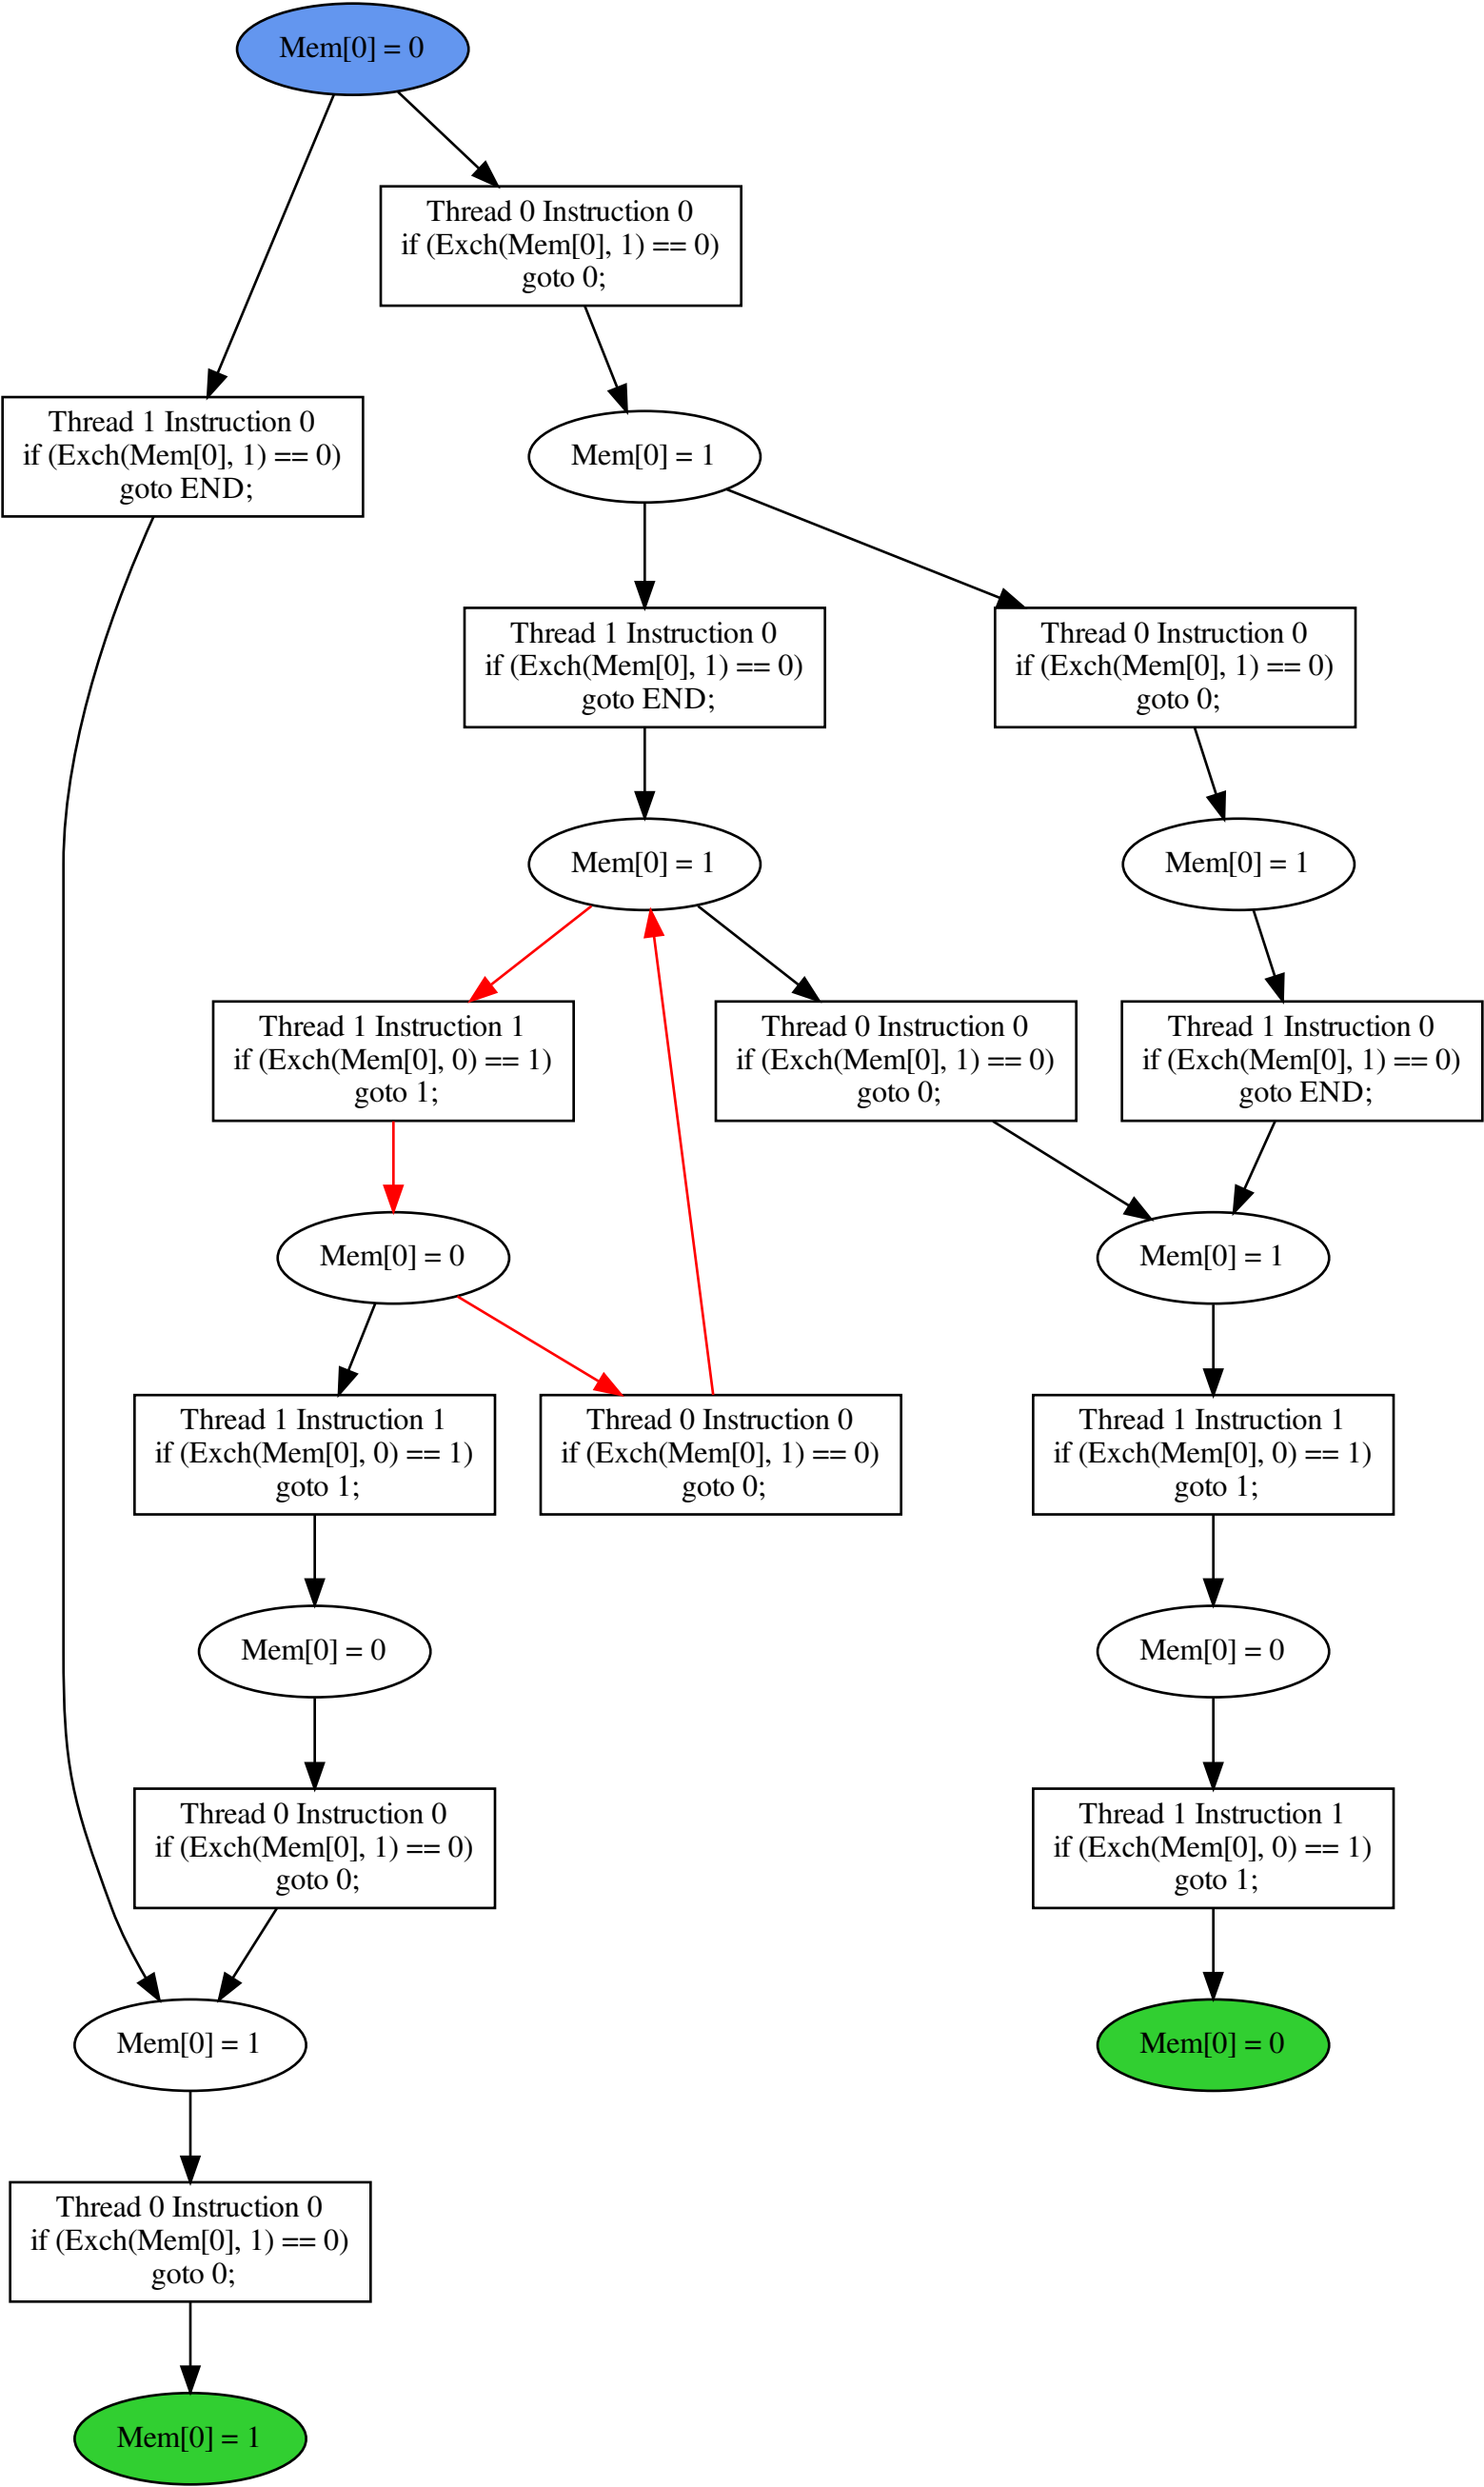 Mem[0] = 0
Thread 0 Instruction 0
if (Exch(Mem[0], 1) == 0)
goto 0;
Thread 1 Instruction 0
if (Exch(Mem[0], 1) == 0)
goto END;
Mem[0] = 1
Thread 1 Instruction 0
if (Exch(Mem[0], 1) == 0)
goto END;
Thread 0 Instruction 0
if (Exch(Mem[0], 1) == 0)
goto 0;
Mem[0] = 1
Mem[0] = 1
Thread 1 Instruction 1
if (Exch(Mem[0], 0) == 1)
goto 1;
Thread 0 Instruction 0
if (Exch(Mem[0], 1) == 0)
goto 0;
Thread 1 Instruction 0
if (Exch(Mem[0], 1) == 0)
goto END;
Mem[0] = 0
Mem[0] = 1
Thread 1 Instruction 1
if (Exch(Mem[0], 0) == 1)
goto 1;
Thread 0 Instruction 0
if (Exch(Mem[0], 1) == 0)
goto 0;
Thread 1 Instruction 1
if (Exch(Mem[0], 0) == 1)
goto 1;
Mem[0] = 0
Mem[0] = 0
Thread 0 Instruction 0
if (Exch(Mem[0], 1) == 0)
goto 0;
Thread 1 Instruction 1
if (Exch(Mem[0], 0) == 1)
goto 1;
Mem[0] = 1
Mem[0] = 0
Thread 0 Instruction 0
if (Exch(Mem[0], 1) == 0)
goto 0;
Mem[0] = 1